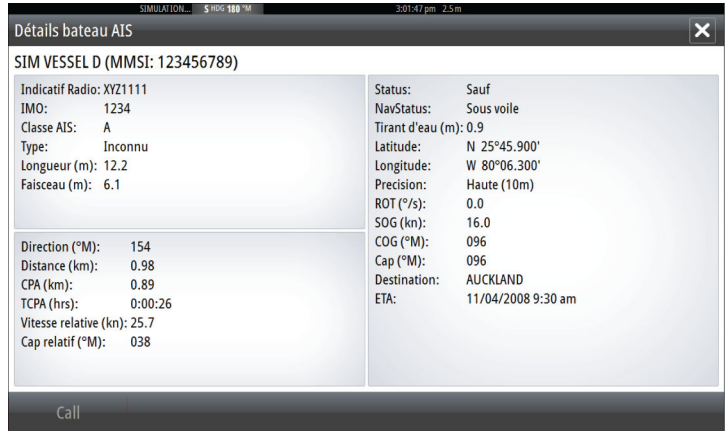 SIMULATION... S HDG 180 °M 3:01:47 pm 2.5 m
Détails bateau AIS
SIM VESSEL D (MMSI: 123456789)
Indicatif Radio: XYZ1111
IMO: 1234
Classe AIS: A
Type: Inconnu
Longueur (m): 12.2
Faisceau (m): 6.1
Direction (°M): 154
Distance (km): 0.98
CPA (km): 0.89
TCPA (hrs): 0:00:26
Vitesse relative (kn): 25.7
Cap relatif (°M): 038
Status: Sauf
NavStatus: Sous voile
Tirant d'eau (m): 0.9
Latitude: N 25°45.900'
Longitude: W 80°06.300'
Precision: Haute (10m)
ROT (°/s): 0.0
SOG (kn): 16.0
COG (°M): 096
Cap (°M): 096
Destination: AUCKLAND
ETA: 11/04/2008 9:30 am
Call